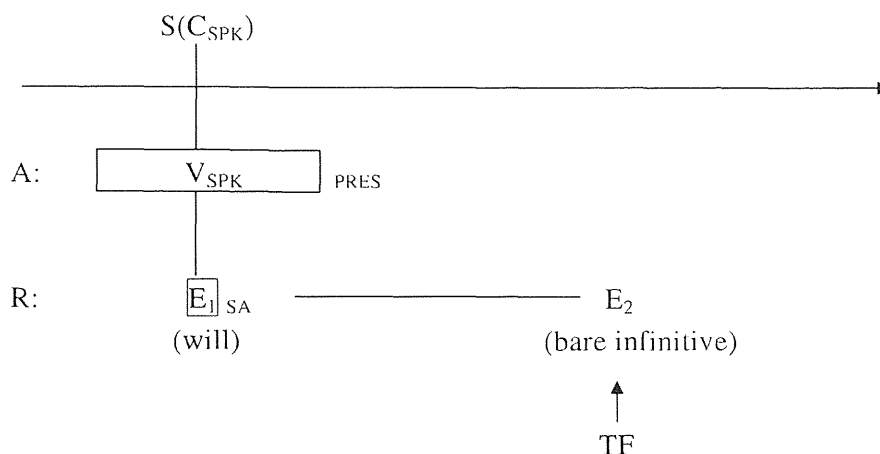 S(C_SPK)
A: V_SPK PRES
R: E_1 SA E_2
(will) (bare infinitive)
TF